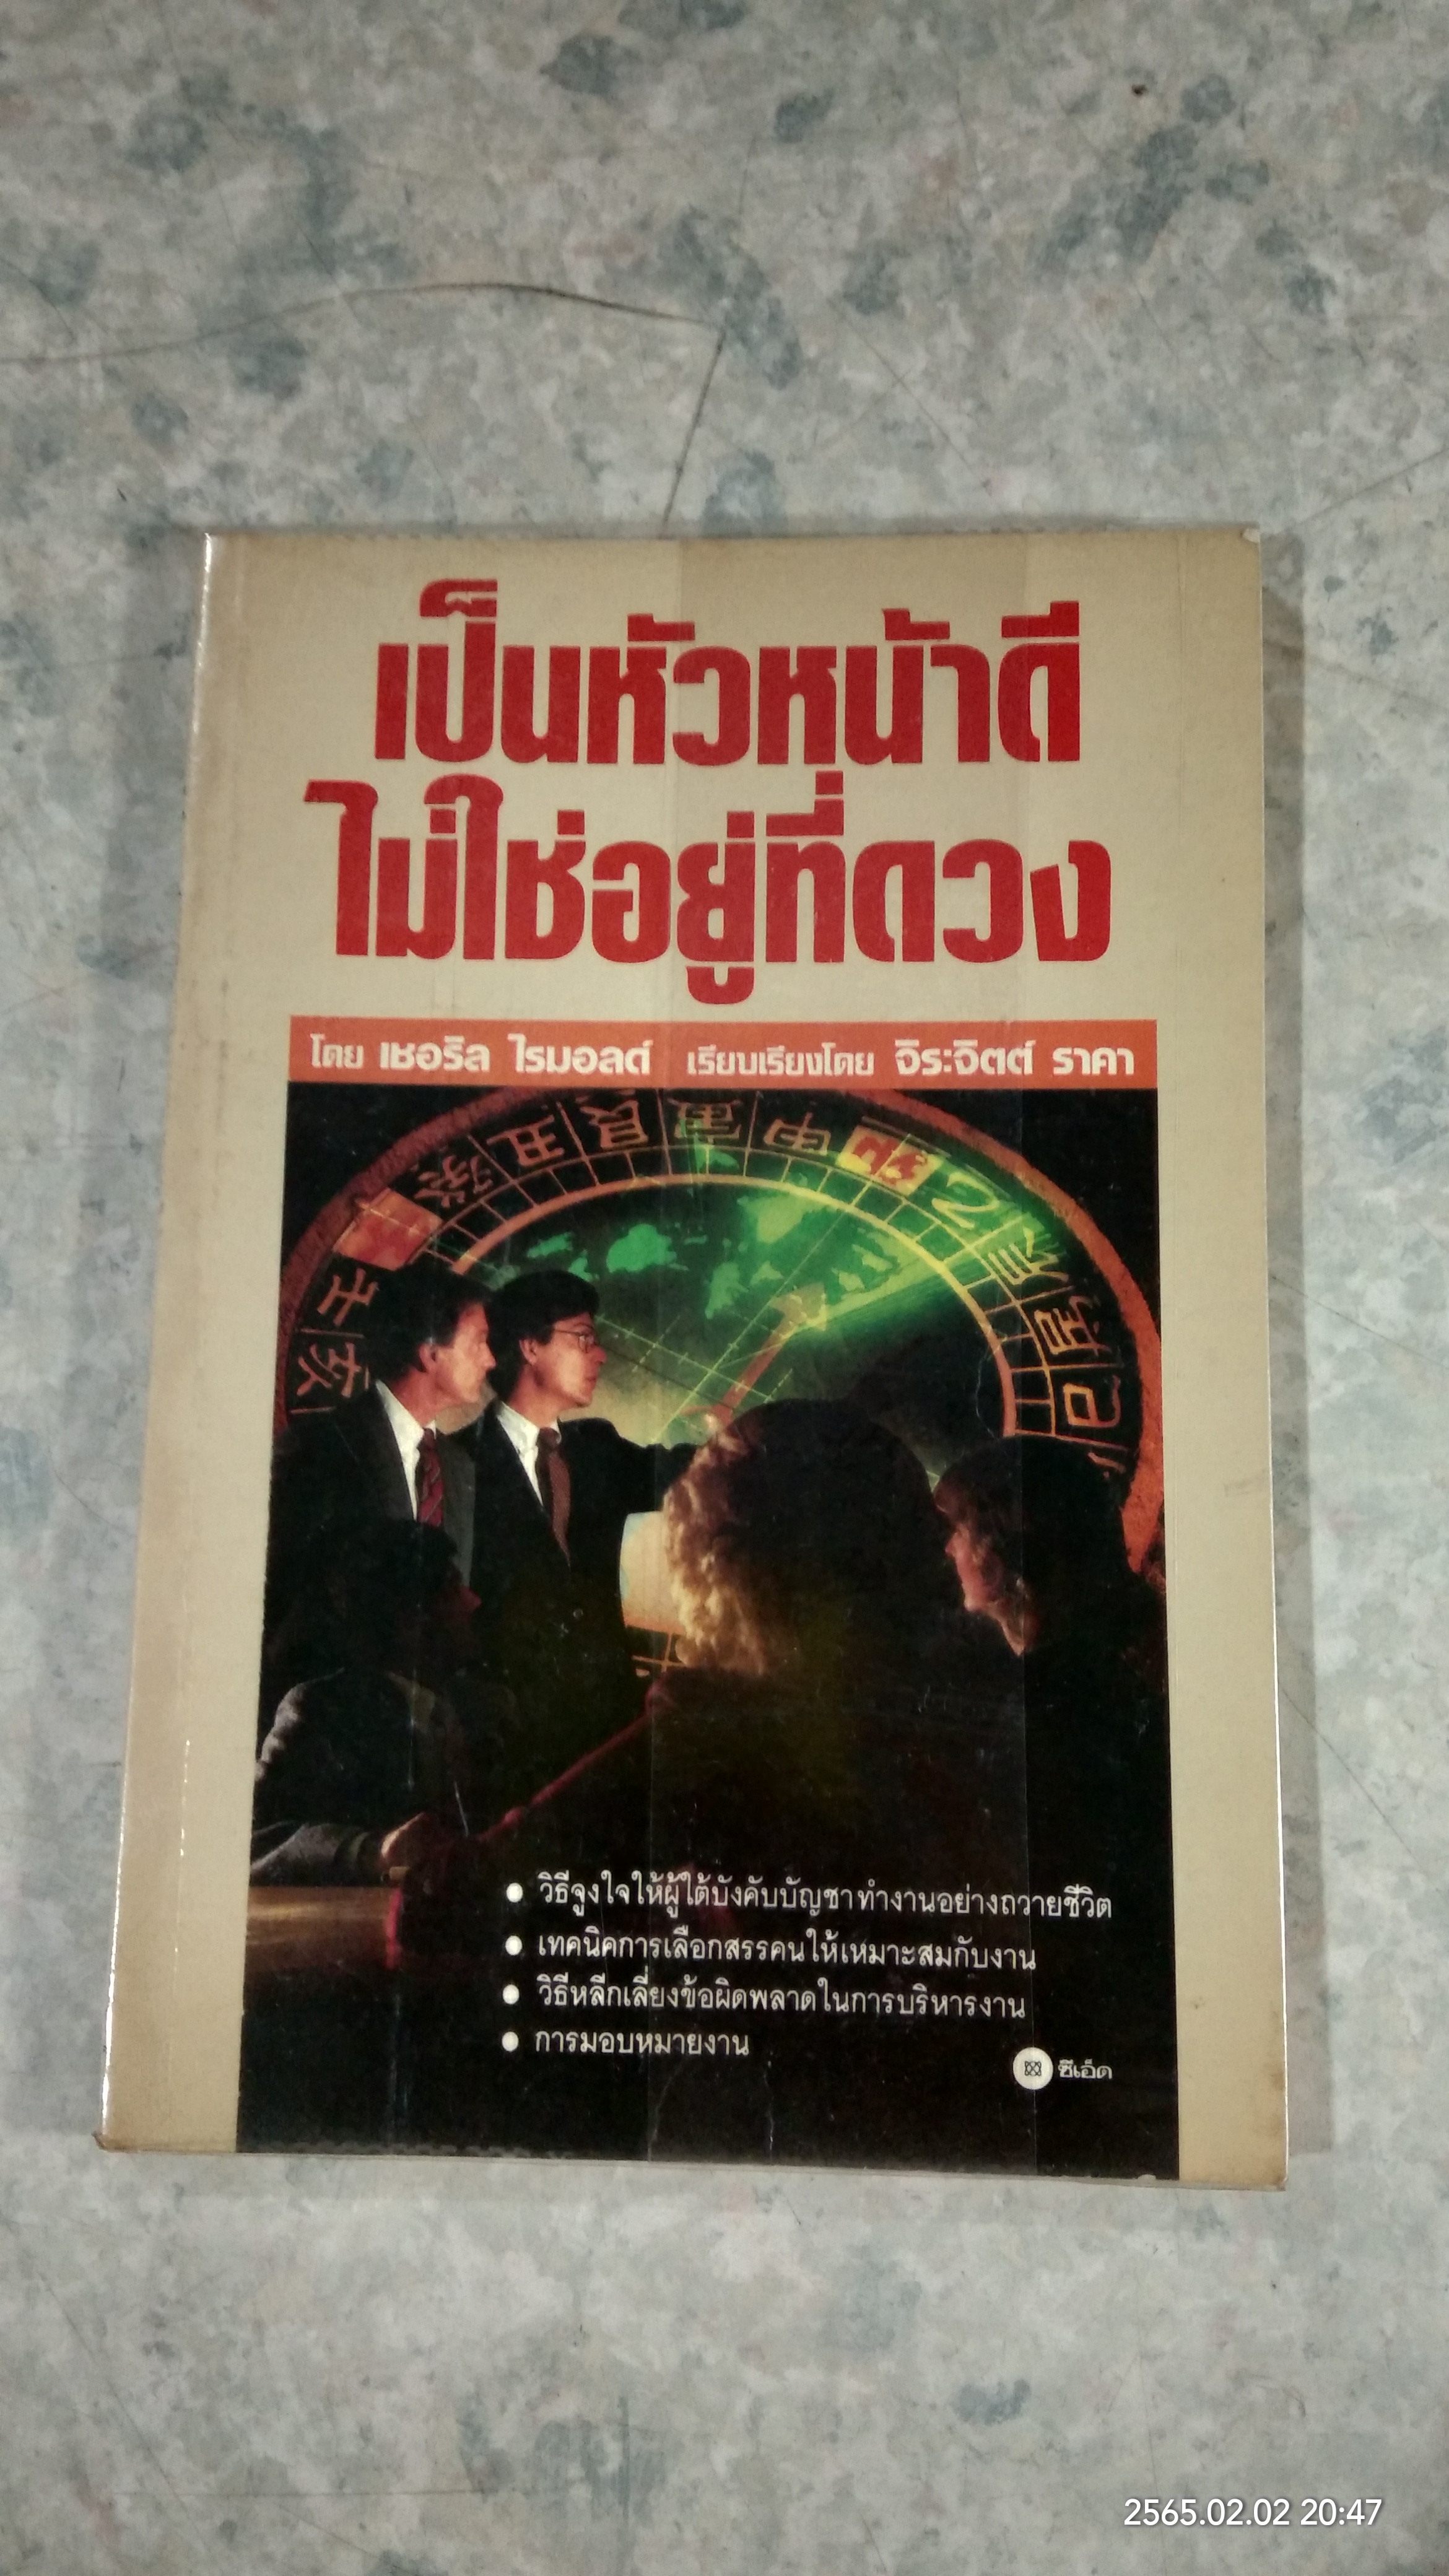 เป็นหัวหน้าดี
ไม่ใช่อยู่ที่ดวง
โดย เชอริล ไรมอลด์ เรียบเรียงโดย จิระจิตต์ ราคา
癸 丑 艮 寅 甲
壬
亥
巳
• วิธีจูงใจให้ผู้ใต้บังคับบัญชาทำงานอย่างถวายชีวิต
• เทคนิคการเลือกสรรคนให้เหมาะสมกับงาน
• วิธีหลีกเลี่ยงข้อผิดพลาดในการบริหารงาน
• การมอบหมายงาน
ซีเอ็ด
2565.02.02 20:47